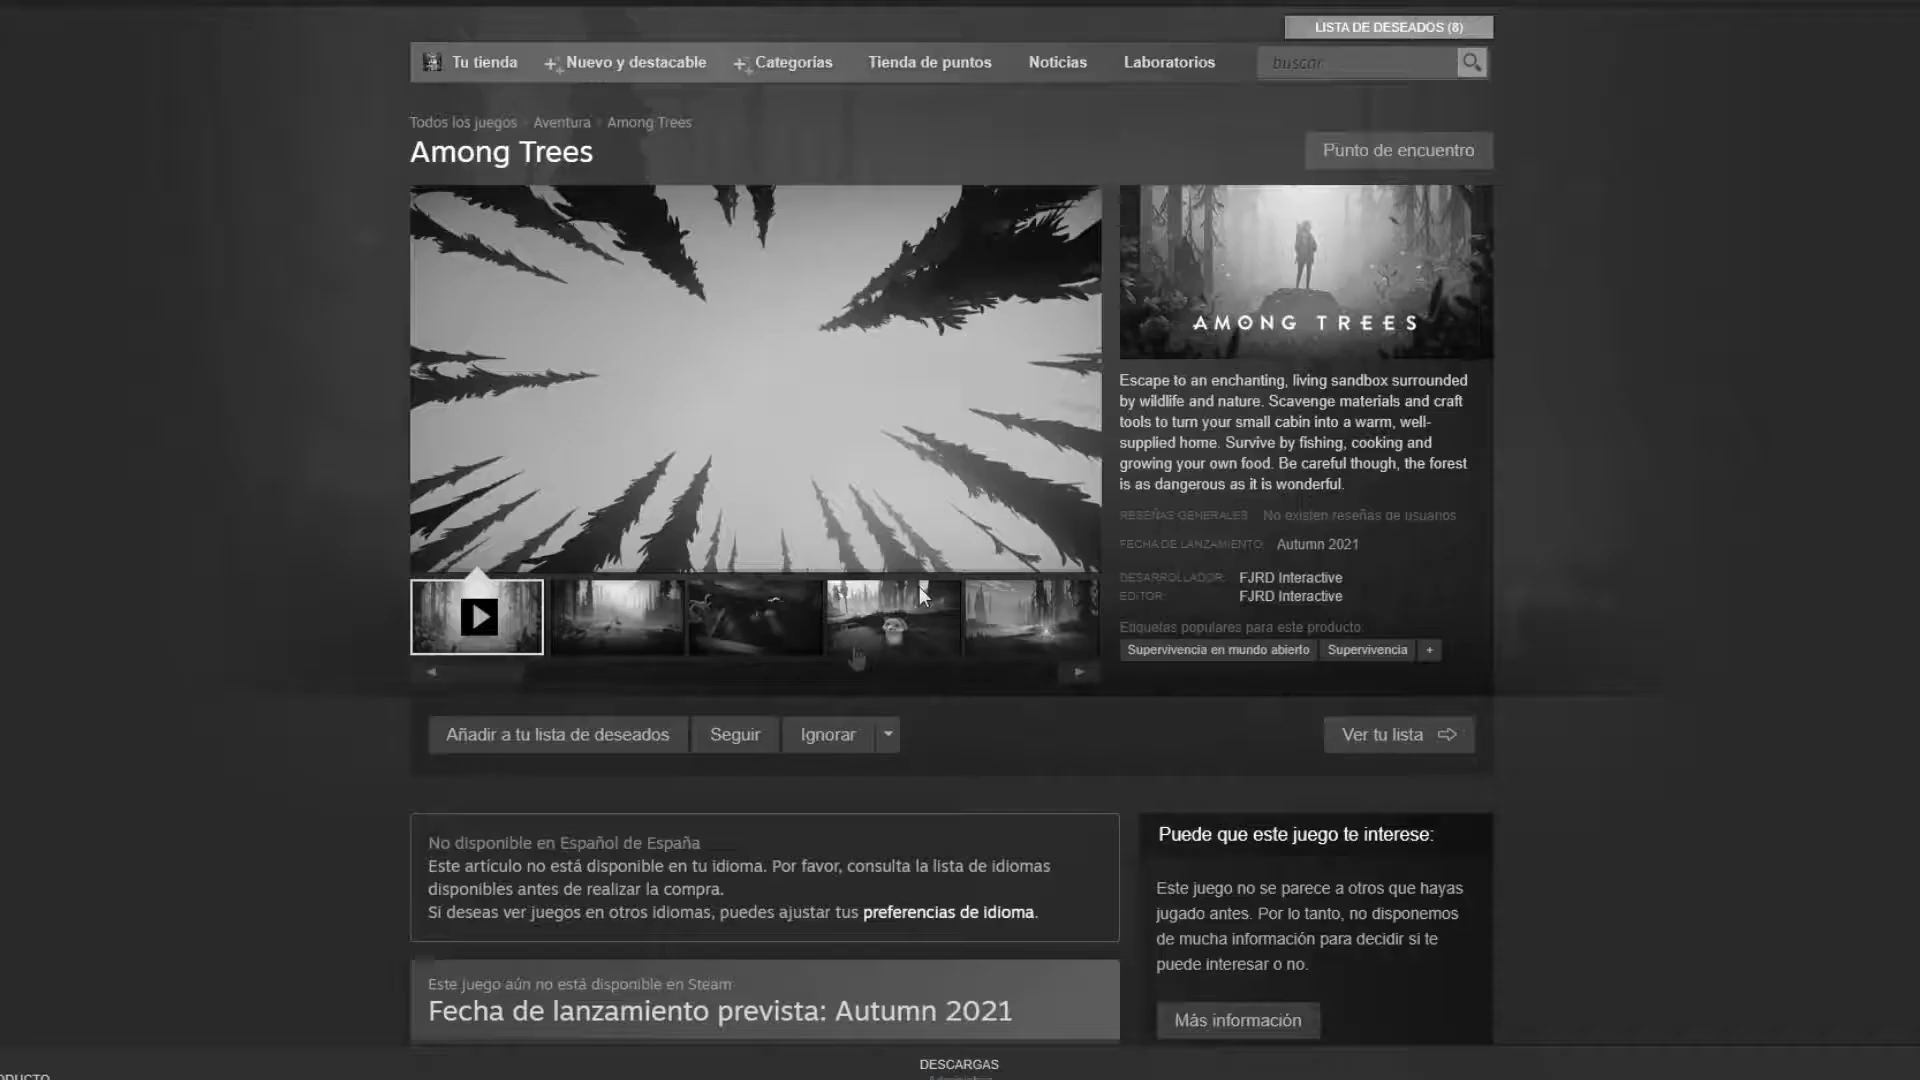 LISTA DE DESEADOS (8)
Tu tienda
Nuevo y destacable
Categorías
Tienda de puntos
Noticias
Laboratorios
buscar
Todos los juegos
Aventura
Among Trees
Among Trees
Punto de encuentro
AMONG TREES
Escape to an enchanting, living sandbox surrounded
by wildlife and nature. Scavenge materials and craft
tools to turn your small cabin into a warm, well-
supplied home. Survive by fishing, cooking and
growing your own food. Be careful though, the forest
is as dangerous as it is wonderful.
RESEÑAS GENERALES: No existen reseñas de usuarios
FECHA DE LANZAMIENTO: Autumn 2021
DESARROLLADOR: FJRD Interactive
EDITOR: FJRD Interactive
Etiquetas populares para este producto:
Supervivencia en mundo abierto
Supervivencia
+
Añadir a tu lista de deseados
Seguir
Ignorar
Ver tu lista
No disponible en Español de España
Este artículo no está disponible en tu idioma. Por favor, consulta la lista de idiomas
disponibles antes de realizar la compra.
Si deseas ver juegos en otros idiomas, puedes ajustar tus preferencias de idioma.
Puede que este juego te interese:
Este juego no se parece a otros que hayas
jugado antes. Por lo tanto, no disponemos
de mucha información para decidir si te
puede interesar o no.
Más información
Este juego aún no está disponible en Steam
Fecha de lanzamiento prevista: Autumn 2021
DESCARGAS